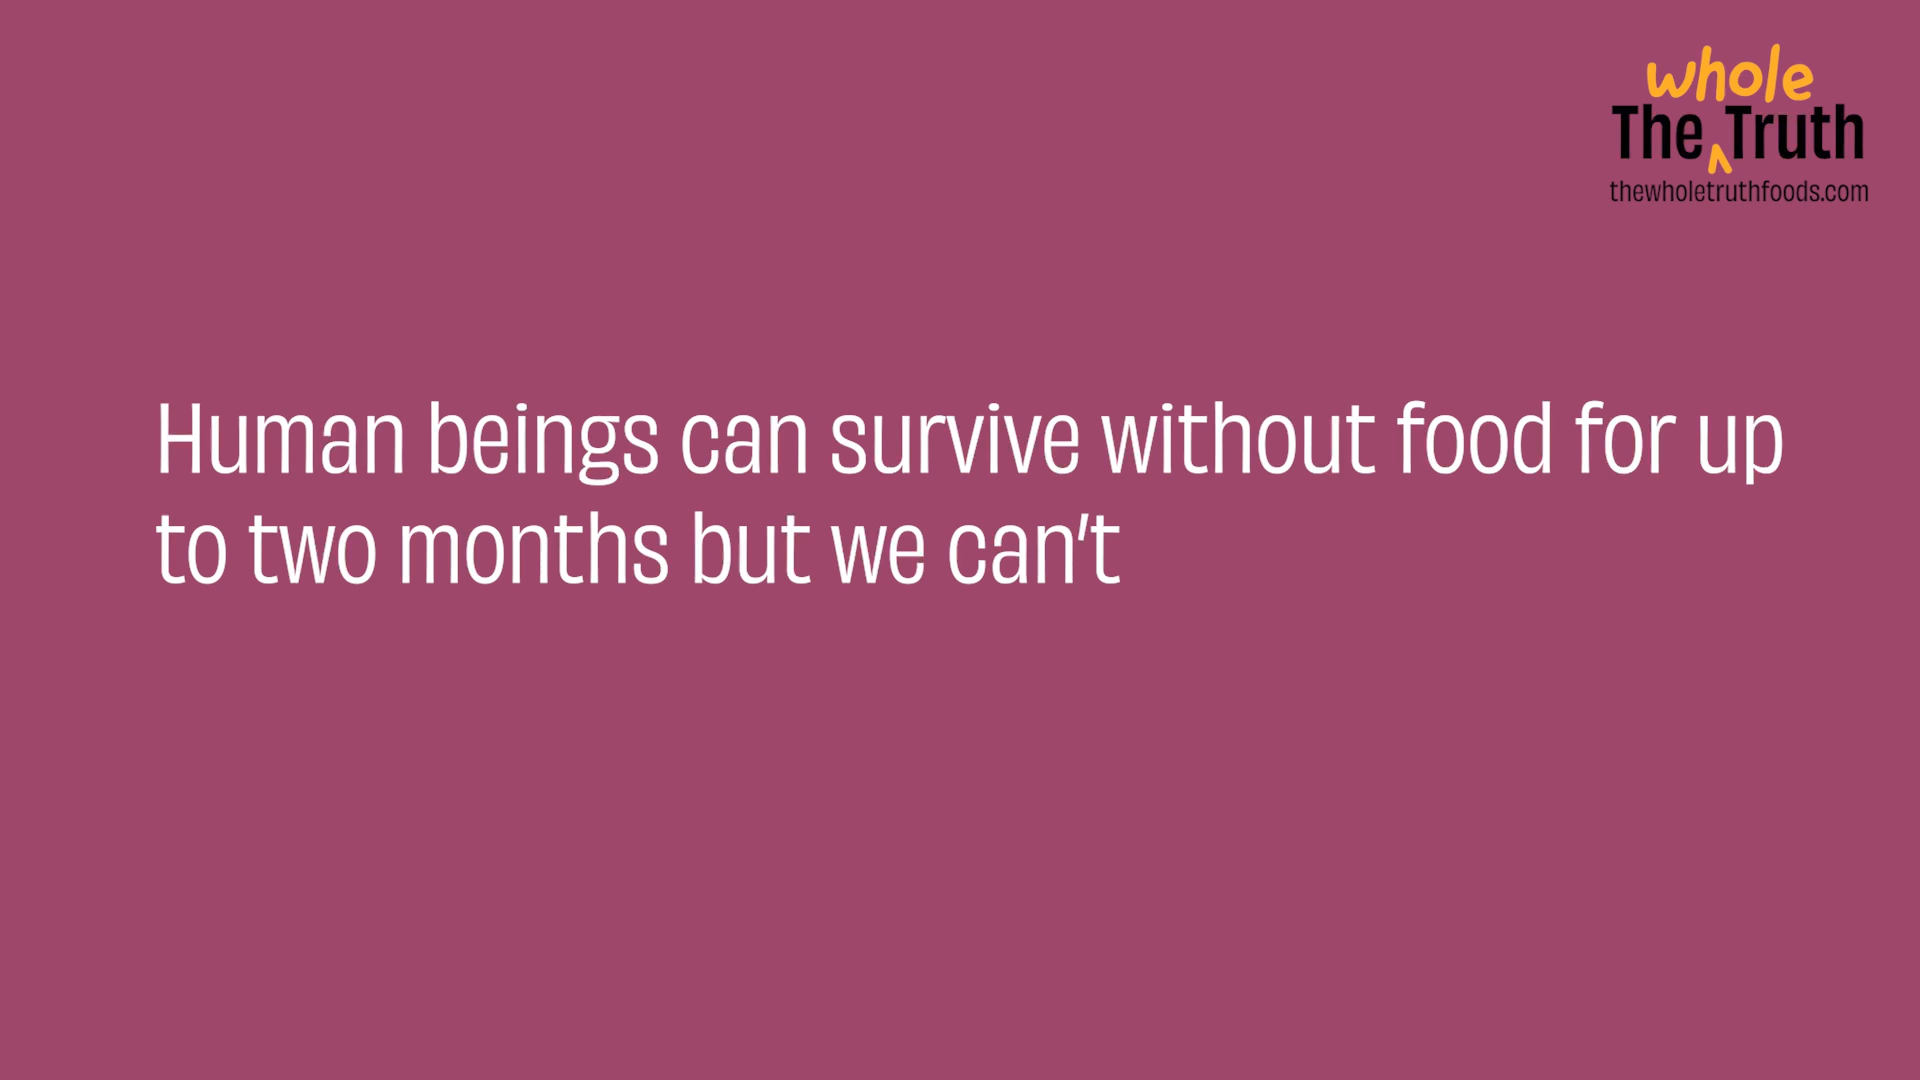 whole
The Truth
thewholetruthfoods.com
Human beings can survive without food for up
to two months but we can't